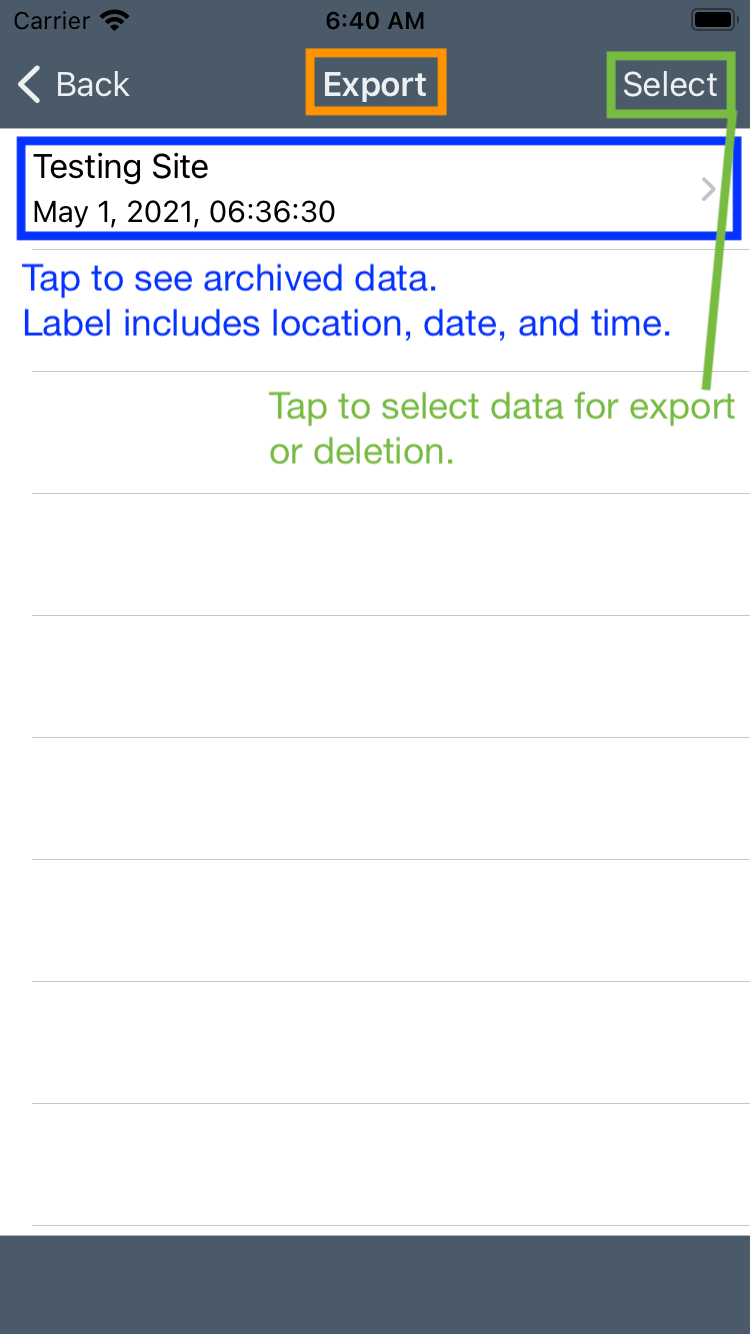 Carrier 6:40 AM
Back Export Select
Testing Site
May 1, 2021, 06:36:30
Tap to see archived data.
Label includes location, date, and time.
Tap to select data for export
or deletion.